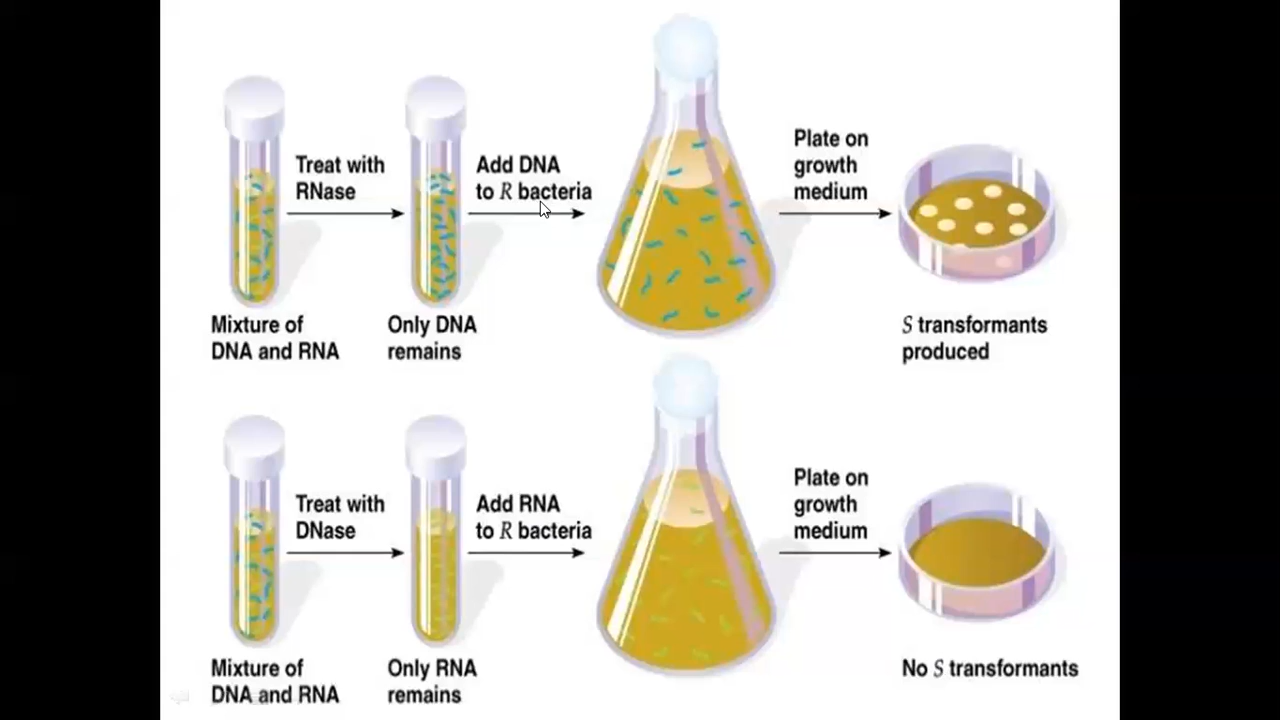 Treat with
RNase
Add DNA
to R bacteria
Plate on
growth
medium
Mixture of
DNA and RNA
Only DNA
remains
S transformants
produced
Treat with
DNase
Add RNA
to R bacteria
Plate on
growth
medium
Mixture of
DNA and RNA
Only RNA
remains
No S transformants